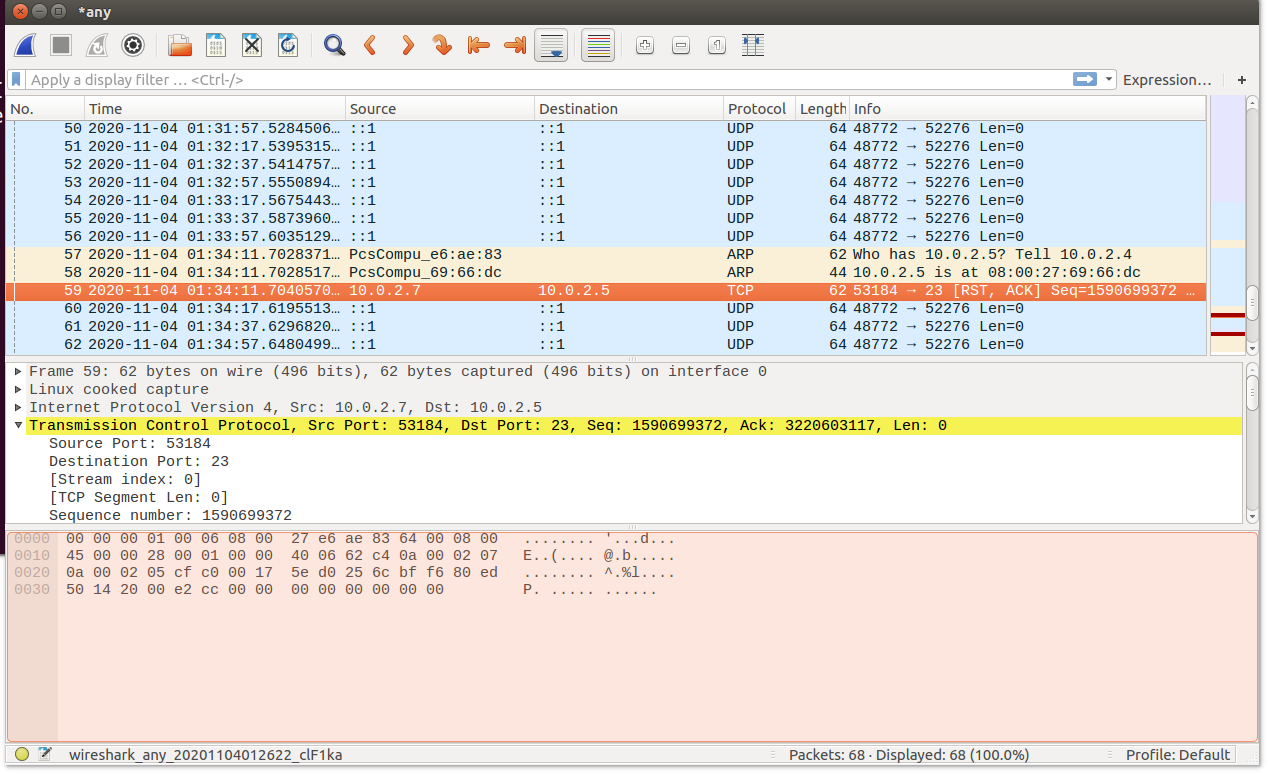 *any
Apply a display filter … <Ctrl-/>
Expression…
+
No. Time Source Destination Protocol Length Info
50 2020-11-04 01:31:57.5284506… ::1 ::1 UDP 64 48772 → 52276 Len=0
51 2020-11-04 01:32:17.5395315… ::1 ::1 UDP 64 48772 → 52276 Len=0
52 2020-11-04 01:32:37.5414757… ::1 ::1 UDP 64 48772 → 52276 Len=0
53 2020-11-04 01:32:57.5550894… ::1 ::1 UDP 64 48772 → 52276 Len=0
54 2020-11-04 01:33:17.5675443… ::1 ::1 UDP 64 48772 → 52276 Len=0
55 2020-11-04 01:33:37.5873960… ::1 ::1 UDP 64 48772 → 52276 Len=0
56 2020-11-04 01:33:57.6035129… ::1 ::1 UDP 64 48772 → 52276 Len=0
57 2020-11-04 01:34:11.7028371… PcsCompu_e6:ae:83 ARP 62 Who has 10.0.2.5? Tell 10.0.2.4
58 2020-11-04 01:34:11.7028517… PcsCompu_69:66:dc ARP 44 10.0.2.5 is at 08:00:27:69:66:dc
59 2020-11-04 01:34:11.7040570… 10.0.2.7 10.0.2.5 TCP 62 53184 → 23 [RST, ACK] Seq=1590699372 …
60 2020-11-04 01:34:17.6195513… ::1 ::1 UDP 64 48772 → 52276 Len=0
61 2020-11-04 01:34:37.6296820… ::1 ::1 UDP 64 48772 → 52276 Len=0
62 2020-11-04 01:34:57.6480499… ::1 ::1 UDP 64 48772 → 52276 Len=0
Frame 59: 62 bytes on wire (496 bits), 62 bytes captured (496 bits) on interface 0
Linux cooked capture
Internet Protocol Version 4, Src: 10.0.2.7, Dst: 10.0.2.5
Transmission Control Protocol, Src Port: 53184, Dst Port: 23, Seq: 1590699372, Ack: 3220603117, Len: 0
Source Port: 53184
Destination Port: 23
[Stream index: 0]
[TCP Segment Len: 0]
Sequence number: 1590699372
0000 00 00 00 01 00 06 08 00 27 e6 ae 83 64 00 08 00 ........ '...d...
0010 45 00 00 28 00 01 00 00 40 06 62 c4 0a 00 02 07 E..(.... @.b.....
0020 0a 00 02 05 cf c0 00 17 5e d0 25 6c bf f6 80 ed ........ ^.%l....
0030 50 14 20 00 e2 cc 00 00 00 00 00 00 00 00 P. ..... ......
wireshark_any_20201104012622_clF1ka
Packets: 68 · Displayed: 68 (100.0%)
Profile: Default